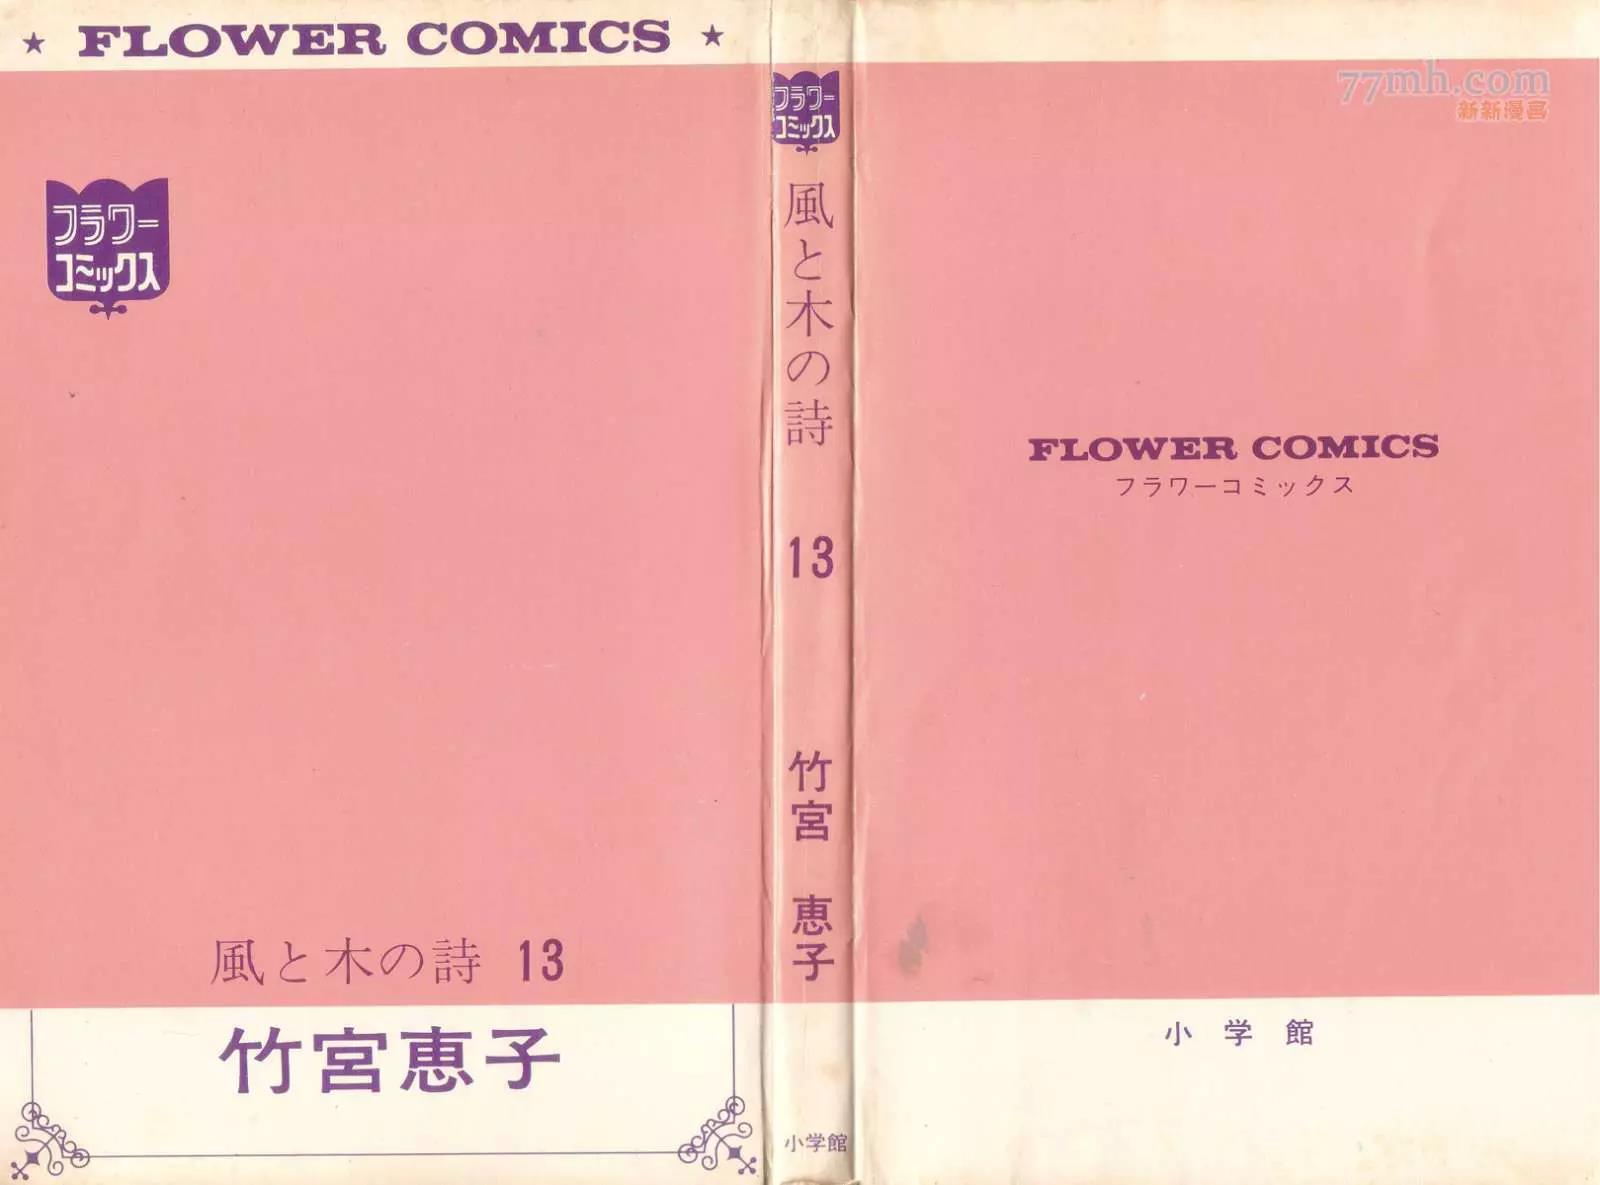 ★ FLOWER COMICS ★
フラワー
コミックス
風と木の詩 13
竹宮恵子
フラワー
コミックス
風と木の詩 13 竹宮 恵子
小学館
FLOWER COMICS
フラワーコミックス
小学館
77mh.com
新新漫画